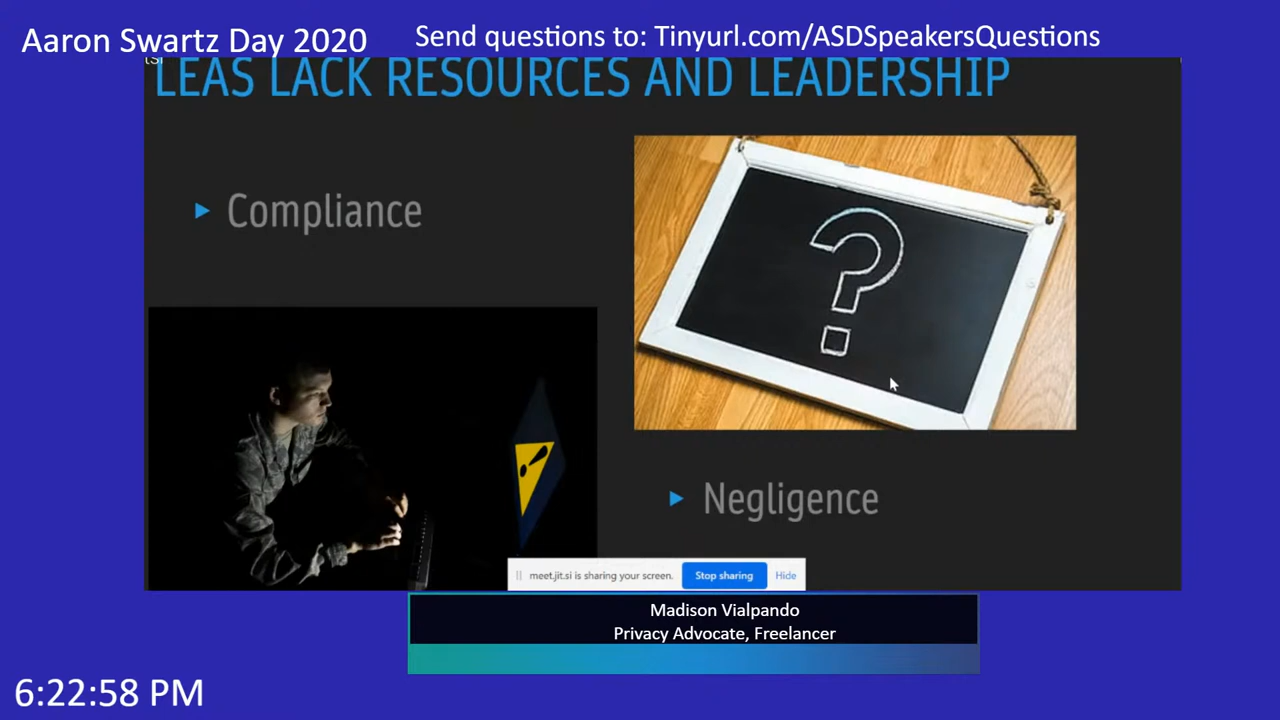 Aaron Swartz Day 2020
Send questions to: Tinyurl.com/ASDSpeakersQuestions
LEAS LACK RESOURCES AND LEADERSHIP
Compliance
?
!
Negligence
meet.jit.si is sharing your screen.
Stop sharing
Hide
Madison Vialpando
Privacy Advocate, Freelancer
6:22:58 PM